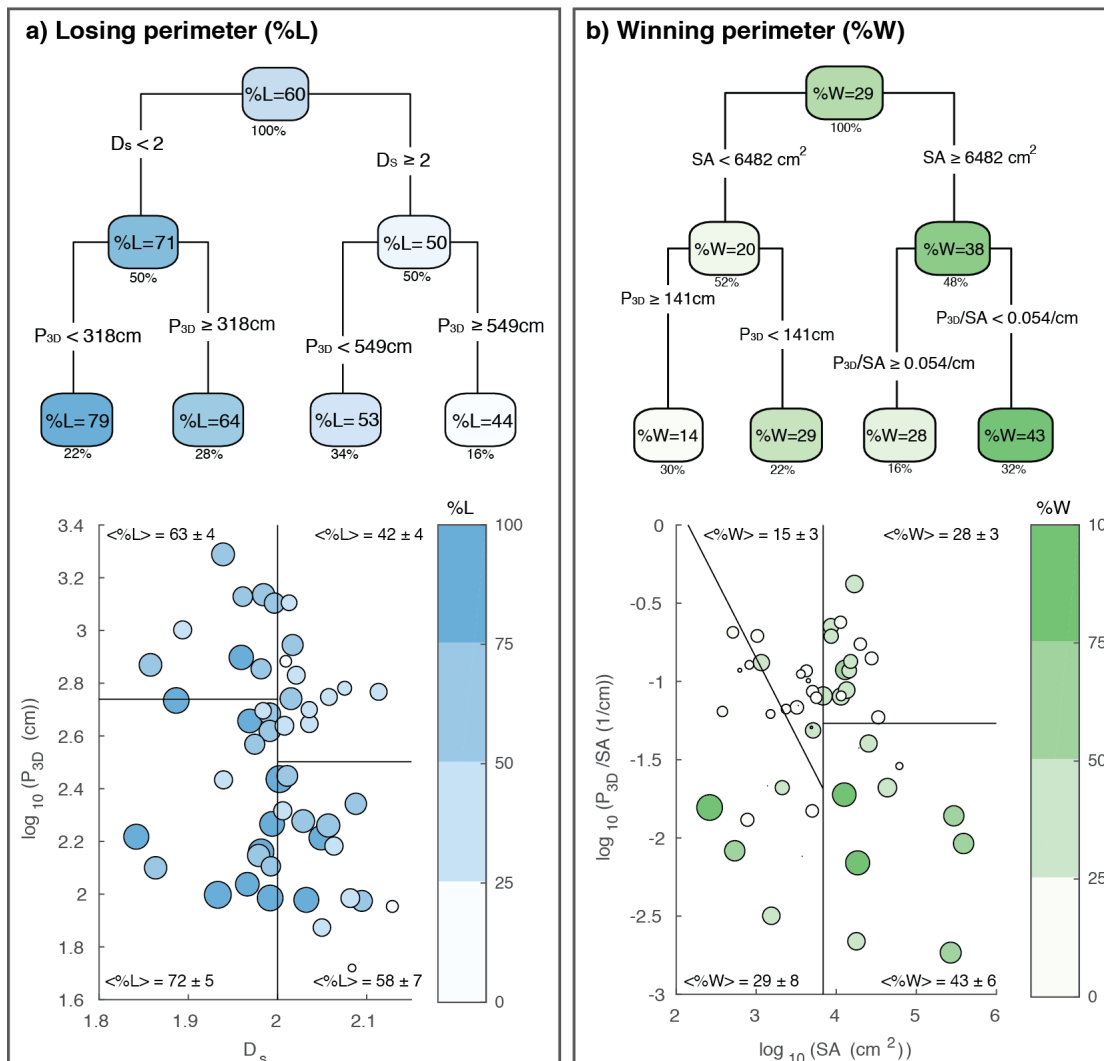 a) Losing perimeter (%L)
%L=60
100%
Ds < 2
Ds ≥ 2
%L=71
50%
%L=50
50%
P3D < 318cm
P3D ≥ 318cm
P3D < 549cm
P3D ≥ 549cm
%L=79
22%
%L=64
28%
%L=53
34%
%L=44
16%
%L
<%L> = 63 ± 4
<%L> = 42 ± 4
<%L> = 72 ± 5
<%L> = 58 ± 7
3.4
3.2
3
2.8
2.6
2.4
2.2
2
1.8
1.6
log10(P3D (cm))
1.8
1.9
2
2.1
Ds
100
75
50
25
0
b) Winning perimeter (%W)
%W=29
100%
SA < 6482 cm2
SA ≥ 6482 cm2
%W=20
52%
%W=38
48%
P3D ≥ 141cm
P3D < 141cm
P3D/SA ≥ 0.054/cm
P3D/SA < 0.054/cm
%W=14
30%
%W=29
22%
%W=28
16%
%W=43
32%
%W
<%W> = 15 ± 3
<%W> = 28 ± 3
<%W> = 29 ± 8
<%W> = 43 ± 6
0
-0.5
-1
-1.5
-2
-2.5
-3
log10(P3D/SA (1/cm))
2
3
4
5
6
log10(SA (cm2))
10
75
50
25
0